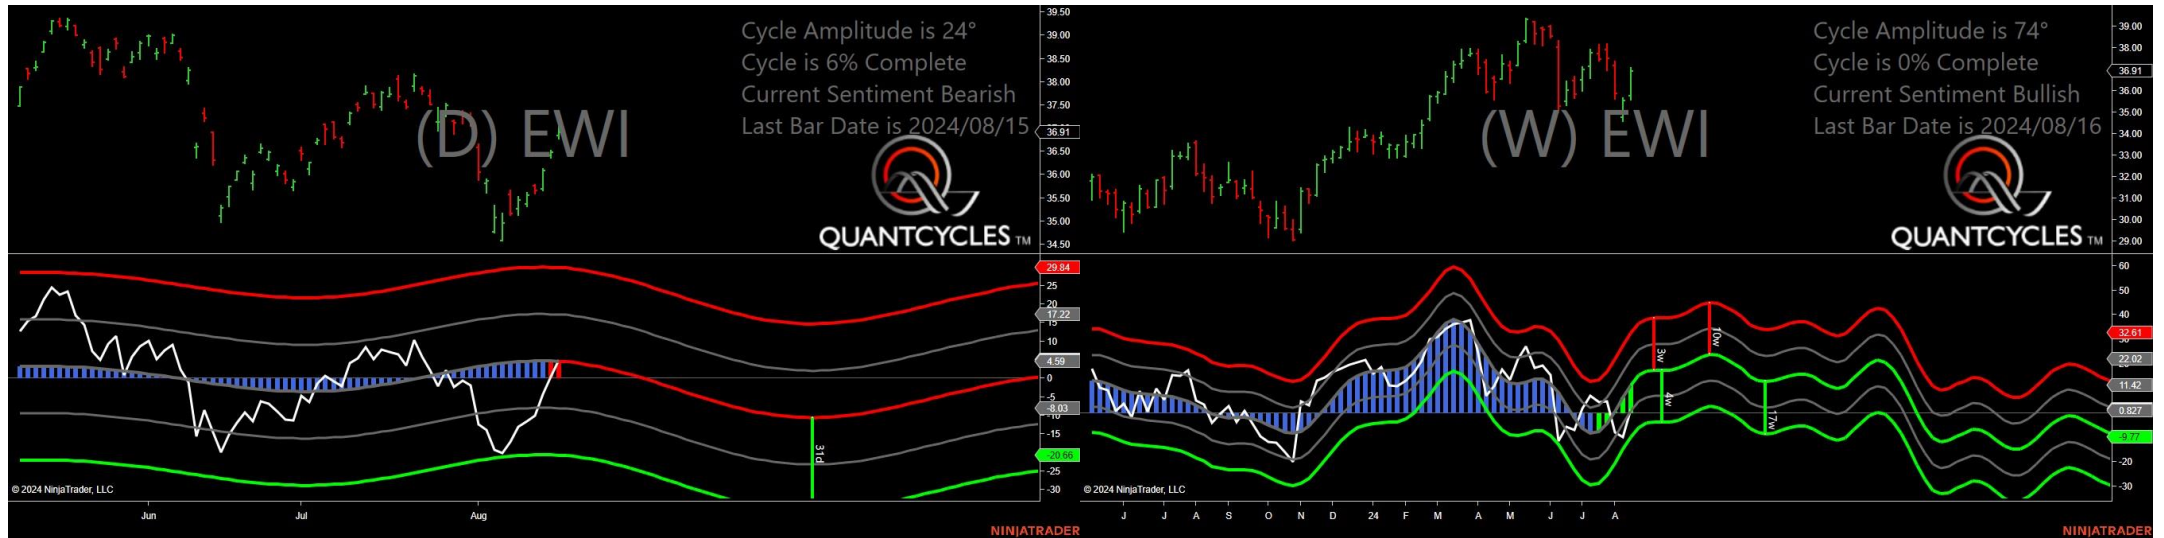 39.50
39.00
38.50
38.00
37.50
36.91
36.50
36.00
35.50
35.00
34.50
Cycle Amplitude is 24°
Cycle is 6% Complete
Current Sentiment Bearish
Last Bar Date is 2024/08/15
(D) EWI
QUANTCYCLES TM
29.84
25
20
17.22
15
4.59
0
-5
-8.03
-10
-15
-20.66
-25
-30
31d
© 2024 NinjaTrader, LLC
Jun
Jul
Aug
NINJATRADER
39.00
38.00
36.91
36.00
35.00
34.00
33.00
32.00
31.00
30.00
29.00
Cycle Amplitude is 74°
Cycle is 0% Complete
Current Sentiment Bullish
Last Bar Date is 2024/08/16
(W) EWI
QUANTCYCLES TM
60
50
40
32.61
30
22.02
11.42
0.827
-9.77
-20
-30
3w
10w
4w
17w
© 2024 NinjaTrader, LLC
J J A S O N D 24 F M A M J J A
NINJATRADER